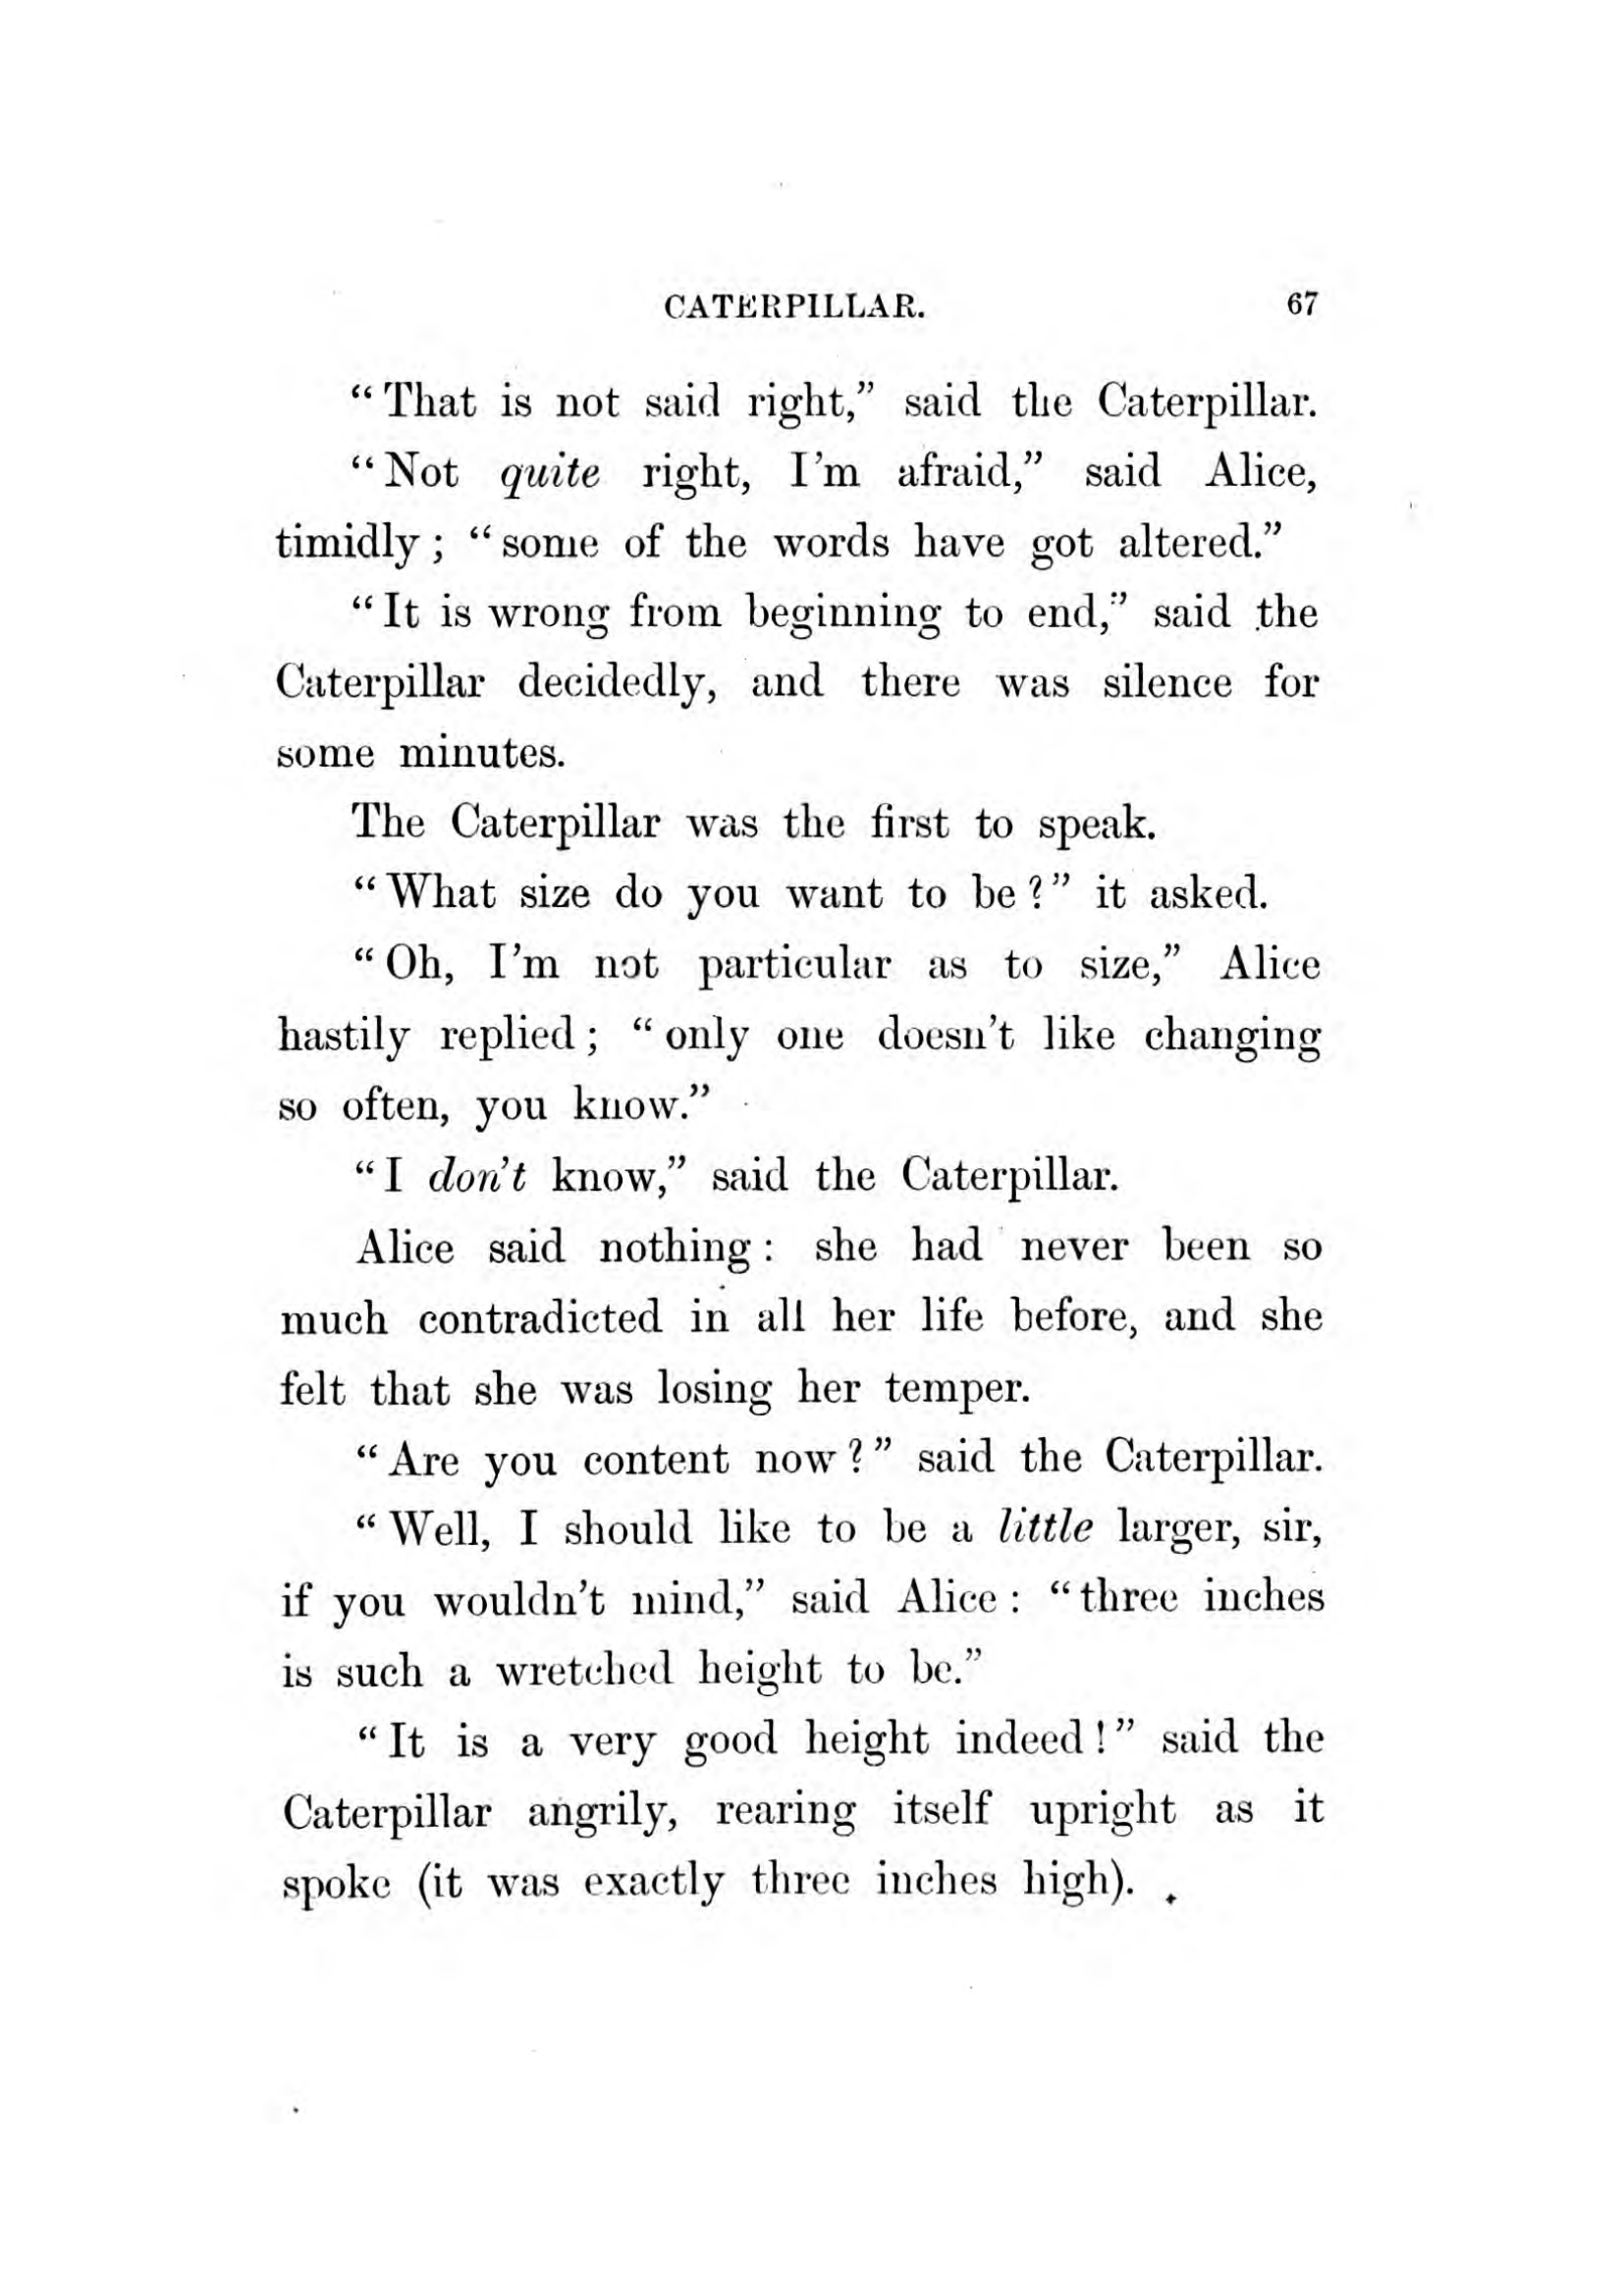 CATERPILLAR. 67
“That is not said right,” said the Caterpillar.
“Not quite right, I’m afraid,” said Alice,
timidly; “some of the words have got altered.”
“It is wrong from beginning to end,” said the
Caterpillar decidedly, and there was silence for
some minutes.
The Caterpillar was the first to speak.
“What size do you want to be?” it asked.
“Oh, I’m not particular as to size,” Alice
hastily replied; “only one doesn’t like changing
so often, you know.”
“I don’t know,” said the Caterpillar.
Alice said nothing: she had never been so
much contradicted in all her life before, and she
felt that she was losing her temper.
“Are you content now?” said the Caterpillar.
“Well, I should like to be a little larger, sir,
if you wouldn’t mind,” said Alice: “three inches
is such a wretched height to be.”
“It is a very good height indeed!” said the
Caterpillar angrily, rearing itself upright as it
spoke (it was exactly three inches high).